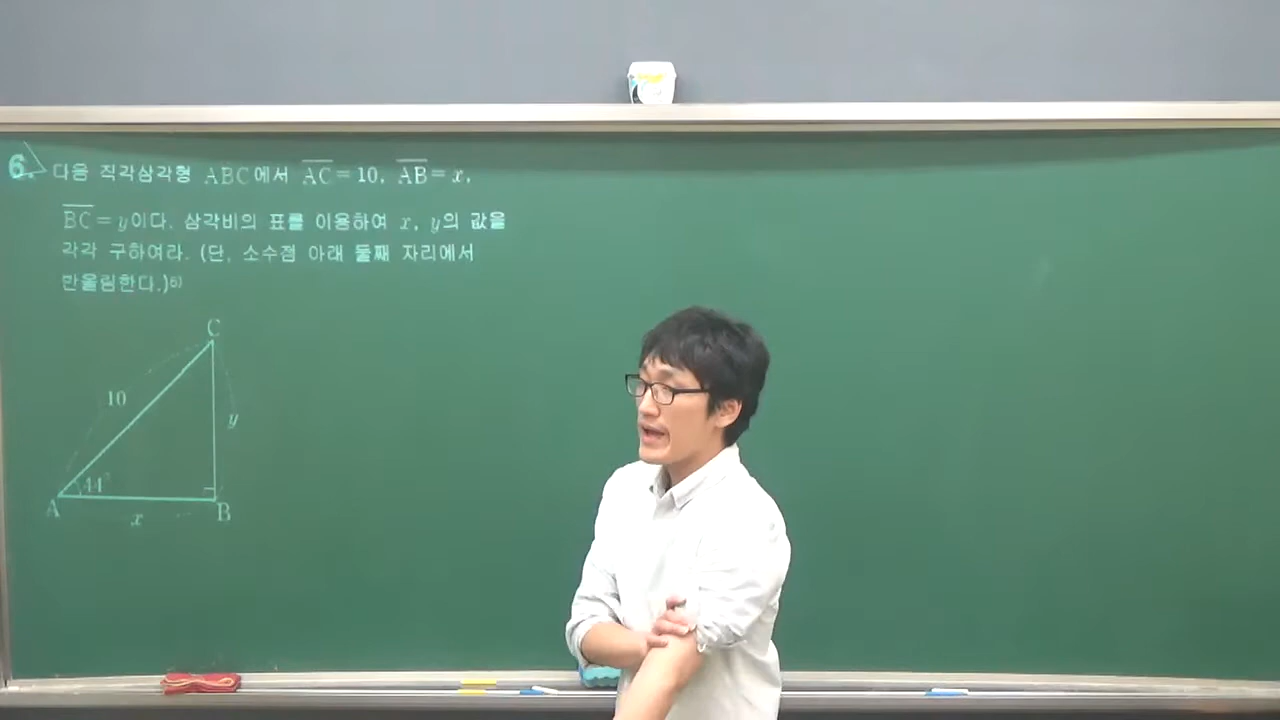 6. 다음 직각삼각형 ABC에서 AC = 10, AB = x,
BC = y이다. 삼각비의 표를 이용하여 x, y의 값을
각각 구하여라. (단, 소수점 아래 둘째 자리에서
반올림한다.)6)
C
10
y
44°
A
B
x